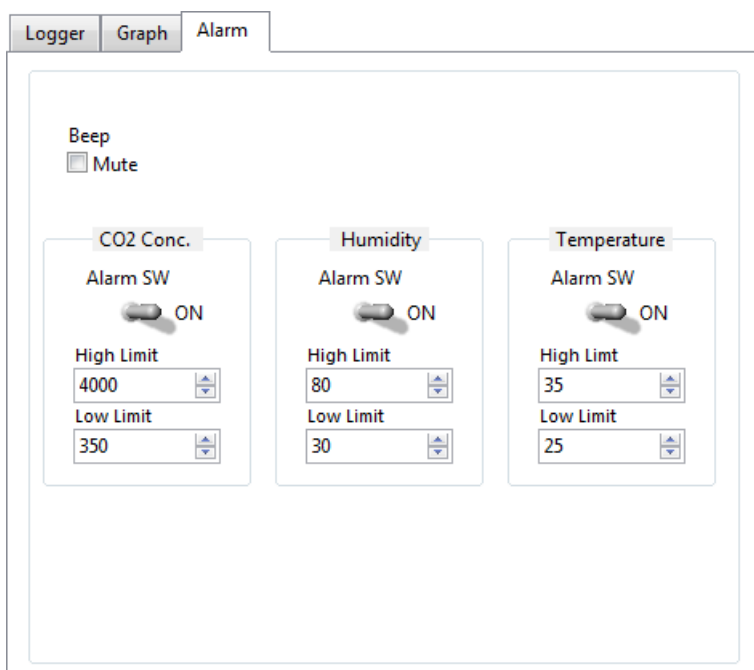 Logger Graph Alarm
Beep
Mute
CO2 Conc. Humidity Temperature
Alarm SW Alarm SW Alarm SW
ON ON ON
High Limit High Limit High Limt
4000 80 35
Low Limit Low Limit Low Limit
350 30 25